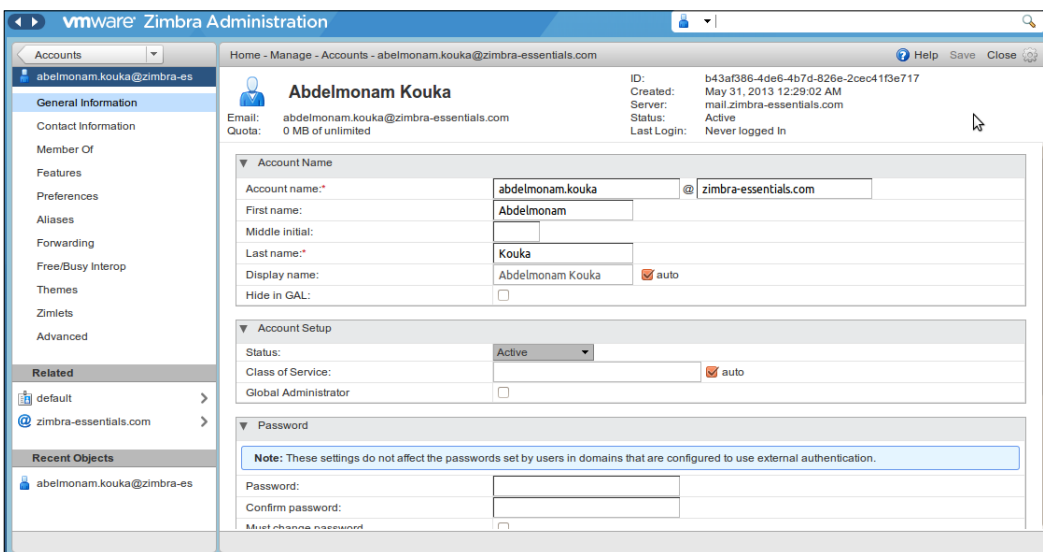 vmware Zimbra Administration
Accounts
Home - Manage - Accounts - abelmonam.kouka@zimbra-essentials.com
Help Save Close
abelmonam.kouka@zimbra-es
General Information
Contact Information
Member Of
Features
Preferences
Aliases
Forwarding
Free/Busy Interop
Themes
Zimlets
Advanced
Related
default
zimbra-essentials.com
Recent Objects
abelmonam.kouka@zimbra-es
Abdelmonam Kouka
Email: abdelmonam.kouka@zimbra-essentials.com
Quota: 0 MB of unlimited
ID: b43af386-4de6-4b7d-826e-2cec41f3e717
Created: May 31, 2013 12:29:02 AM
Server: mail.zimbra-essentials.com
Status: Active
Last Login: Never logged In
Account Name
Account name:* abdelmonam.kouka @ zimbra-essentials.com
First name: Abdelmonam
Middle initial:
Last name:* Kouka
Display name: Abdelmonam Kouka auto
Hide in GAL:
Account Setup
Status: Active
Class of Service: auto
Global Administrator
Password
Note: These settings do not affect the passwords set by users in domains that are configured to use external authentication.
Password:
Confirm password:
Must change password